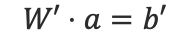 W′ · a = b′